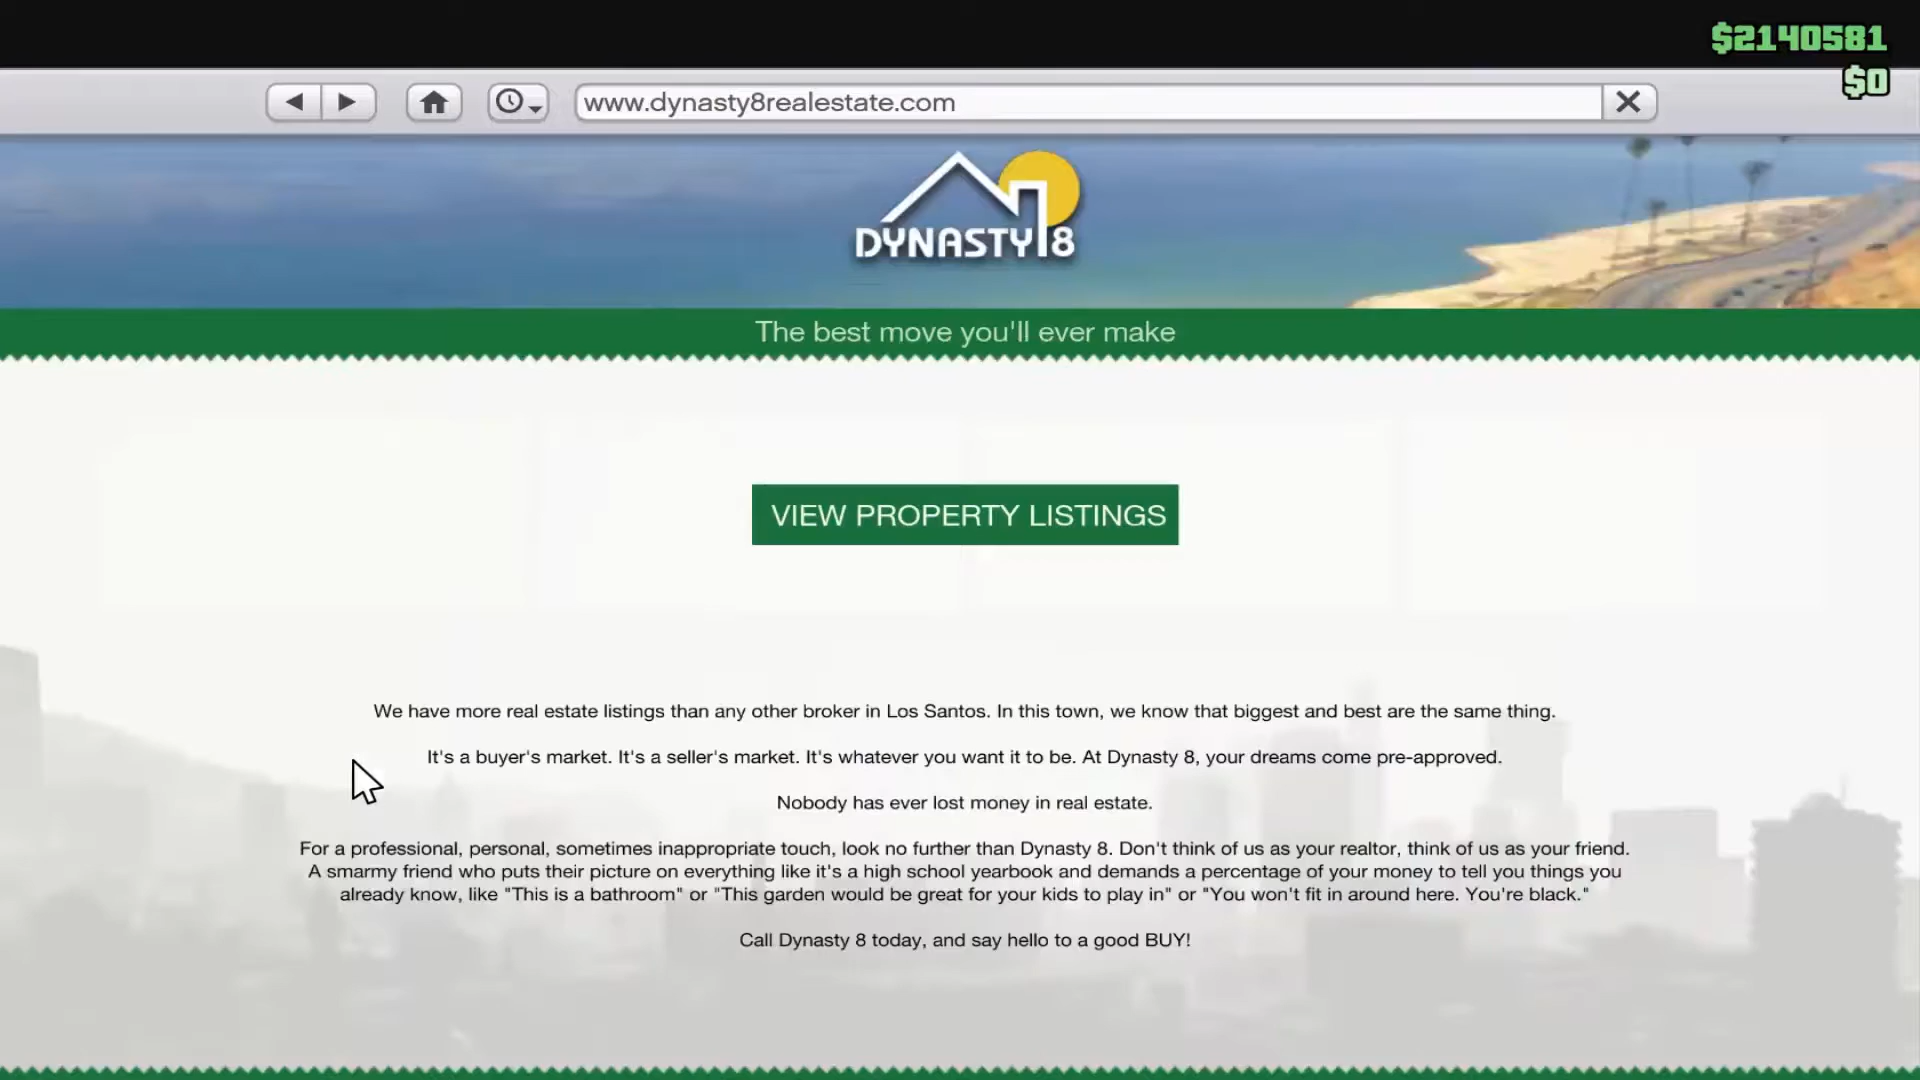 $2140581
$0
www.dynasty8realestate.com
DYNASTY 8
The best move you'll ever make
VIEW PROPERTY LISTINGS
We have more real estate listings than any other broker in Los Santos. In this town, we know that biggest and best are the same thing.
It's a buyer's market. It's a seller's market. It's whatever you want it to be. At Dynasty 8, your dreams come pre-approved.
Nobody has ever lost money in real estate.
For a professional, personal, sometimes inappropriate touch, look no further than Dynasty 8. Don't think of us as your realtor, think of us as your friend.
A smarmy friend who puts their picture on everything like it's a high school yearbook and demands a percentage of your money to tell you things you
already know, like "This is a bathroom" or "This garden would be great for your kids to play in" or "You won't fit in around here. You're black."
Call Dynasty 8 today, and say hello to a good BUY!